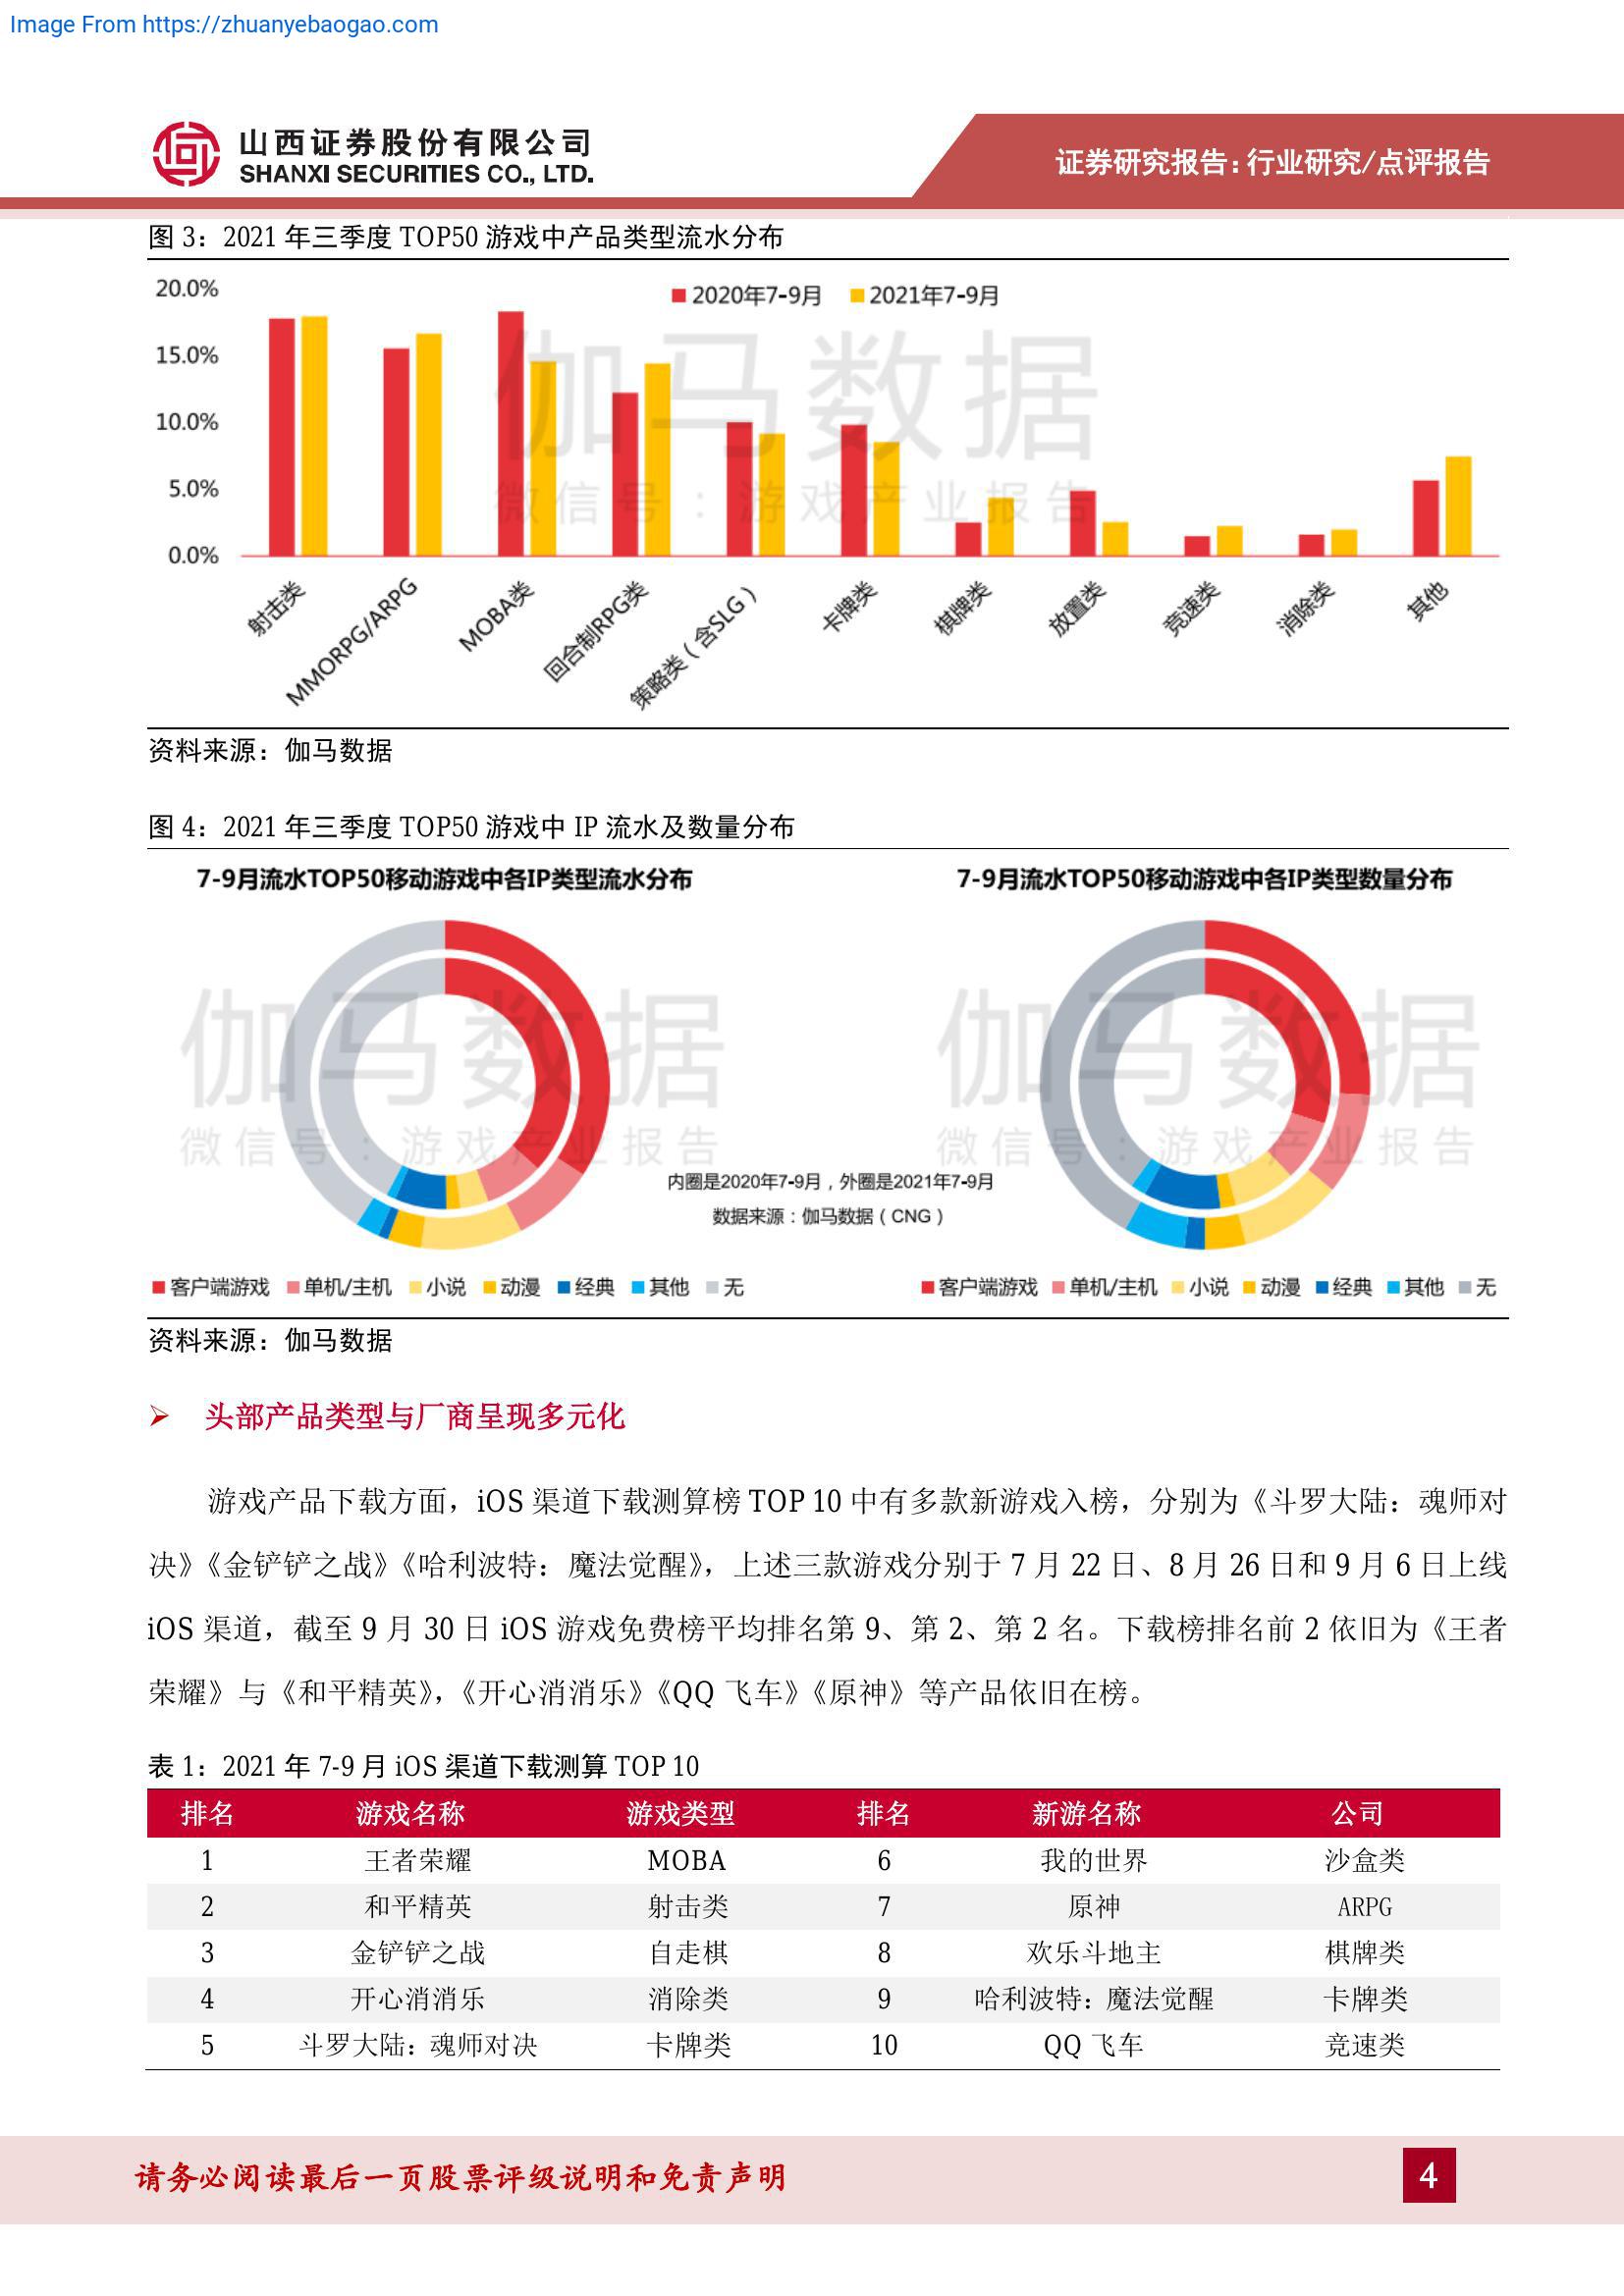 Image From https://zhuanyebaogao.com
山西证券股份有限公司
SHANXI SECURITIES CO., LTD.
证券研究报告：行业研究/点评报告
图 3：2021 年三季度 TOP50 游戏中产品类型流水分布
20.0%
15.0%
10.0%
5.0%
0.0%
2020年7-9月 2021年7-9月
伽马数据
微信号：游戏产业报告
射击类 MMORPG/ARPG MOBA类 回合制RPG类 策略类（含SLG） 卡牌类 棋牌类 放置类 竞速类 消除类 其他
资料来源：伽马数据
图 4：2021 年三季度 TOP50 游戏中 IP 流水及数量分布
7-9月流水TOP50移动游戏中各IP类型流水分布
7-9月流水TOP50移动游戏中各IP类型数量分布
伽马数据
微信号：游戏产业报告
伽马数据
微信号：游戏产业报告
内圈是2020年7-9月，外圈是2021年7-9月
数据来源：伽马数据（CNG）
客户端游戏 单机/主机 小说 动漫 经典 其他 无
客户端游戏 单机/主机 小说 动漫 经典 其他 无
资料来源：伽马数据
➢ 头部产品类型与厂商呈现多元化
游戏产品下载方面，iOS 渠道下载测算榜 TOP 10 中有多款新游戏入榜，分别为《斗罗大陆：魂师对
决》《金铲铲之战》《哈利波特：魔法觉醒》，上述三款游戏分别于 7 月 22 日、8 月 26 日和 9 月 6 日上线
iOS 渠道，截至 9 月 30 日 iOS 游戏免费榜平均排名第 9、第 2、第 2 名。下载榜排名前 2 依旧为《王者
荣耀》与《和平精英》，《开心消消乐》《QQ 飞车》《原神》等产品依旧在榜。
表 1：2021 年 7-9 月 iOS 渠道下载测算 TOP 10
排名 游戏名称 游戏类型 排名 新游名称 公司
1 王者荣耀 MOBA 6 我的世界 沙盒类
2 和平精英 射击类 7 原神 ARPG
3 金铲铲之战 自走棋 8 欢乐斗地主 棋牌类
4 开心消消乐 消除类 9 哈利波特：魔法觉醒 卡牌类
5 斗罗大陆：魂师对决 卡牌类 10 QQ 飞车 竞速类
请务必阅读最后一页股票评级说明和免责声明
4